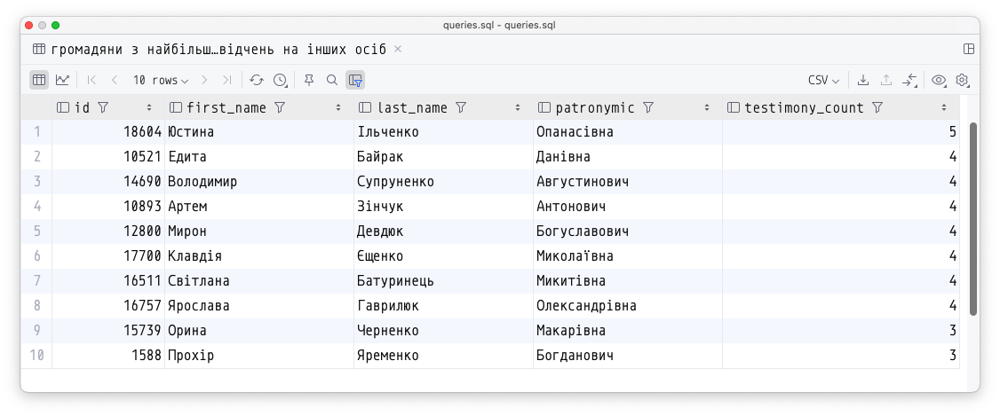 queries.sql – queries.sql
громадяни з найбільш…відчень на інших осіб ×
10 rows CSV
id first_name last_name patronymic testimony_count
1 18604 Юстина Ільченко Опанасівна 5
2 10521 Едита Байрак Данівна 4
3 14690 Володимир Супруненко Августинович 4
4 10893 Артем Зінчук Антонович 4
5 12800 Мирон Девдюк Богуславович 4
6 17700 Клавдія Єщенко Миколаївна 4
7 16511 Світлана Батуринець Микитівна 4
8 16757 Ярослава Гаврилюк Олександрівна 4
9 15739 Орина Черненко Макарівна 3
10 1588 Прохір Яременко Богданович 3